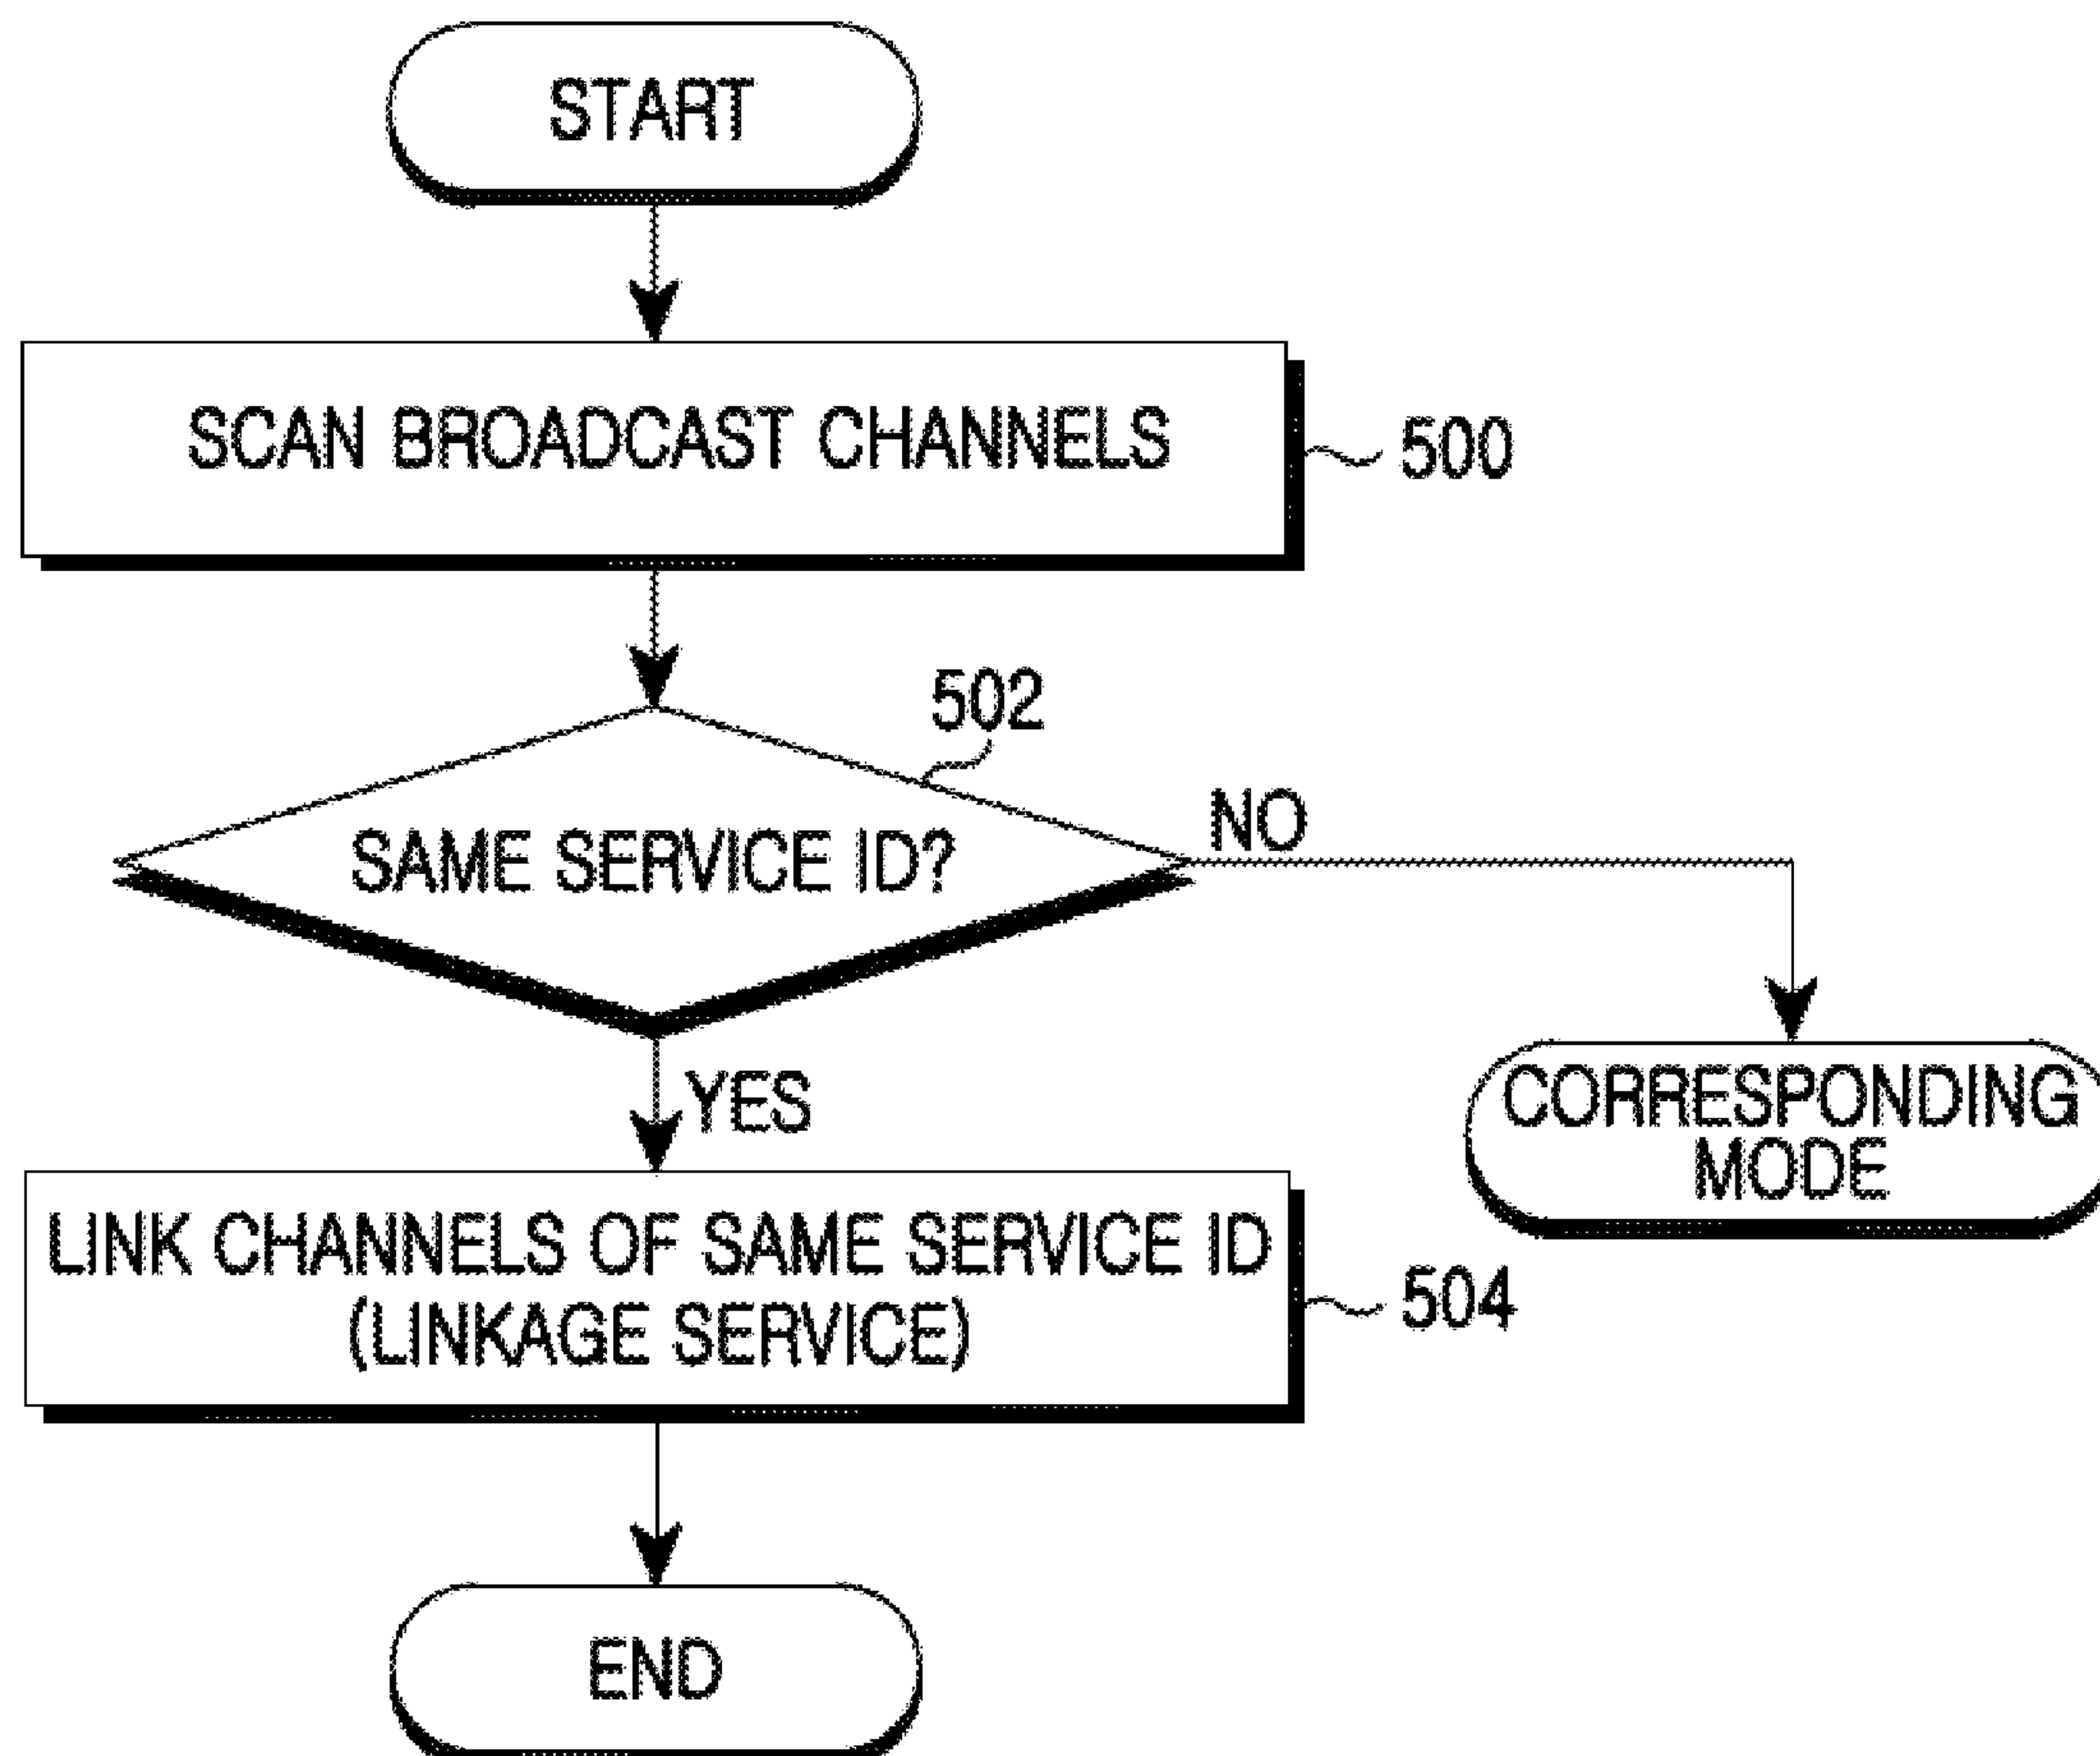 START
SCAN BROADCAST CHANNELS
500
502
SAME SERVICE ID?
NO
YES
CORRESPONDING
MODE
LINK CHANNELS OF SAME SERVICE ID
(LINKAGE SERVICE)
504
END